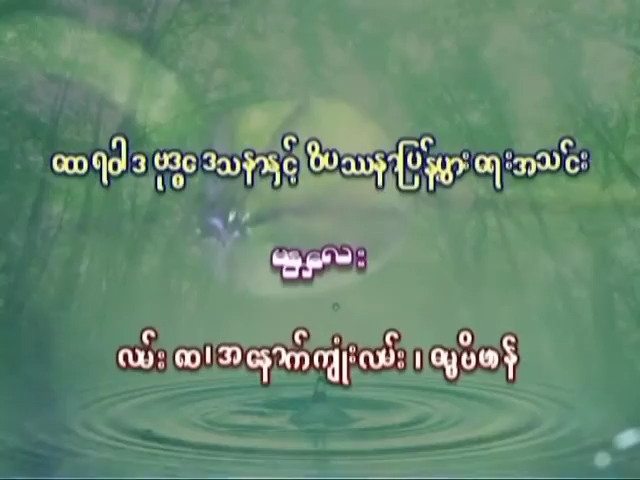 ထေရဝါဒ ဗုဒ္ဓဒေသနာနှင့် ဝိပဿနာပြန့်ပွားရေးအသင်း
မန္တလေး
လမ်း ၈၀၊ အနောက်ကျုံးလမ်း ၊ ဓမ္မဗိမာန်